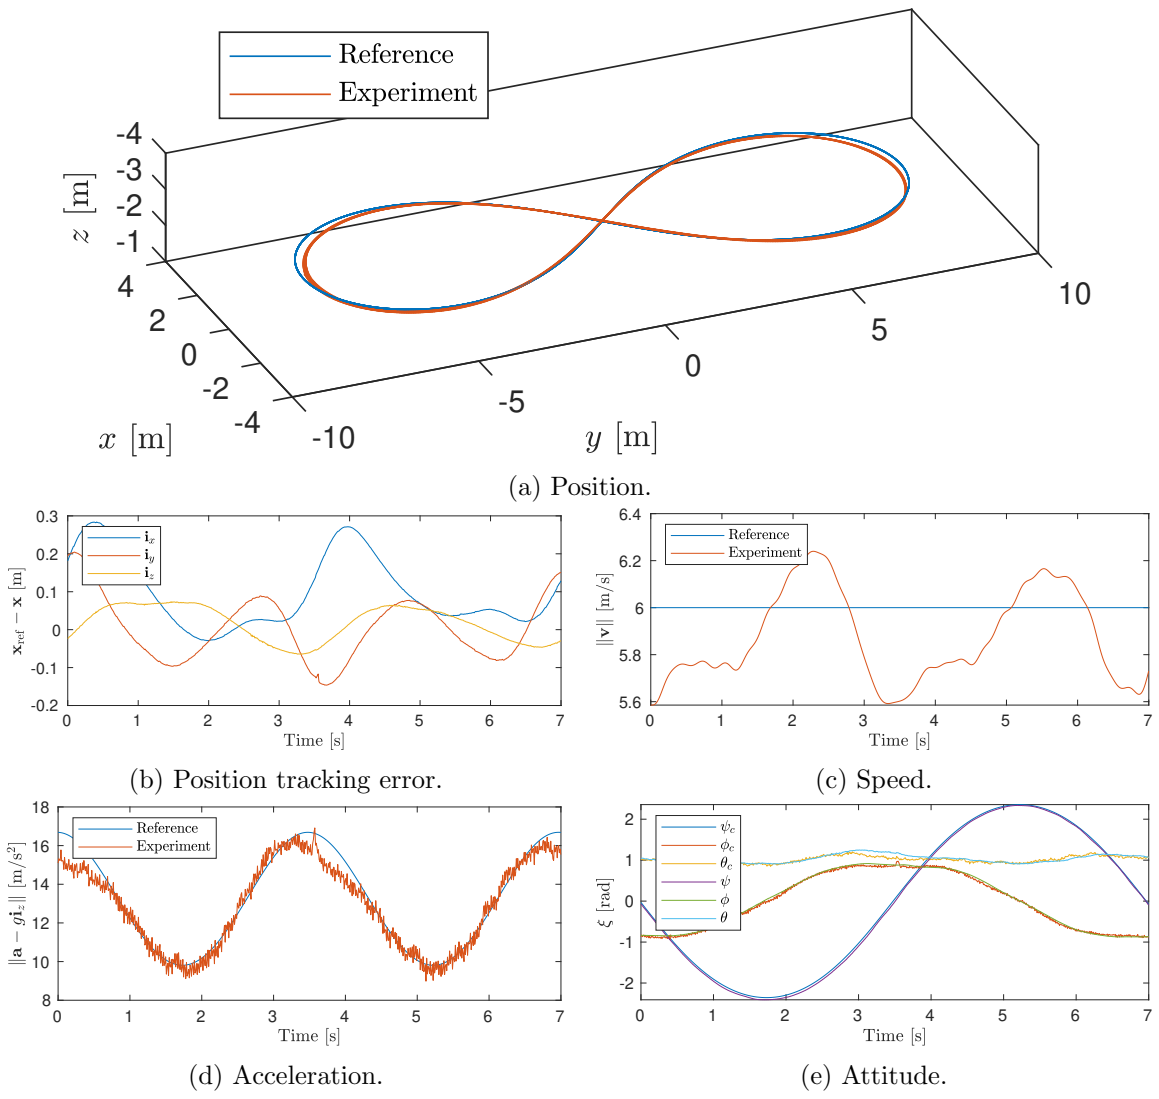 Reference
Experiment
-4
-3
-2
-1
z [m]
4
2
0
-2
-4
x [m]
-10
-5
0
5
10
y [m]
(a) Position.
0.3
0.2
0.1
0
-0.1
-0.2
x_ref − x [m]
i_x
i_y
i_z
0 1 2 3 4 5 6 7
Time [s]
(b) Position tracking error.
6.4
6.2
6
5.8
5.6
||v|| [m/s]
Reference
Experiment
0 1 2 3 4 5 6 7
Time [s]
(c) Speed.
18
16
14
12
10
8
||a − gi_z|| [m/s²]
Reference
Experiment
0 1 2 3 4 5 6 7
Time [s]
(d) Acceleration.
2
1
0
-1
-2
ξ [rad]
ψ_c
ϕ_c
θ_c
ψ
ϕ
θ
0 1 2 3 4 5 6 7
Time [s]
(e) Attitude.